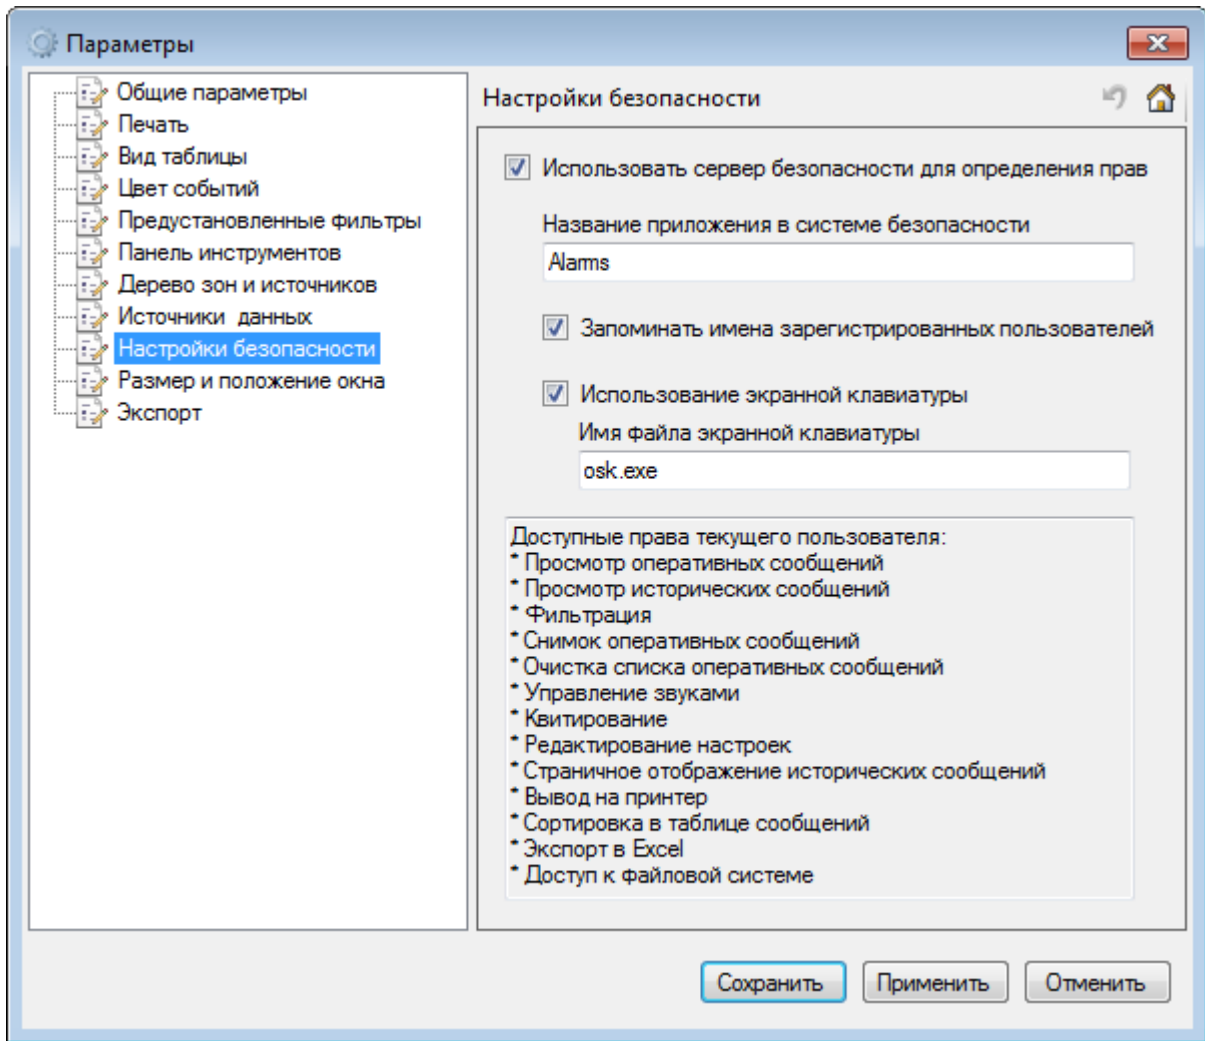 Параметры
Общие параметры
Печать
Вид таблицы
Цвет событий
Предустановленные фильтры
Панель инструментов
Дерево зон и источников
Источники данных
Настройки безопасности
Размер и положение окна
Экспорт
Настройки безопасности
Использовать сервер безопасности для определения прав
Название приложения в системе безопасности
Alarms
Запоминать имена зарегистрированных пользователей
Использование экранной клавиатуры
Имя файла экранной клавиатуры
osk.exe
Доступные права текущего пользователя:
* Просмотр оперативных сообщений
* Просмотр исторических сообщений
* Фильтрация
* Снимок оперативных сообщений
* Очистка списка оперативных сообщений
* Управление звуками
* Квитирование
* Редактирование настроек
* Страничное отображение исторических сообщений
* Вывод на принтер
* Сортировка в таблице сообщений
* Экспорт в Excel
* Доступ к файловой системе
Сохранить
Применить
Отменить